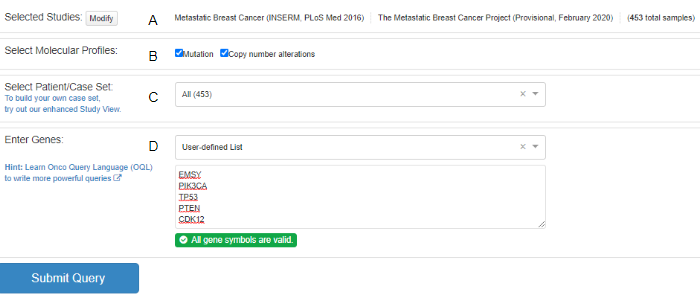 Selected Studies: Modify A Metastatic Breast Cancer (INSERM, PLoS Med 2016) The Metastatic Breast Cancer Project (Provisional, February 2020) (453 total samples)
Select Molecular Profiles: B Mutation Copy number alterations
Select Patient/Case Set: C All (453) ×
To build your own case set,
try out our enhanced Study View.
Enter Genes: D User-defined List ×
Hint: Learn Onco Query Language (OQL)
to write more powerful queries
EMSY
PIK3CA
TP53
PTEN
CDK12
All gene symbols are valid.
Submit Query